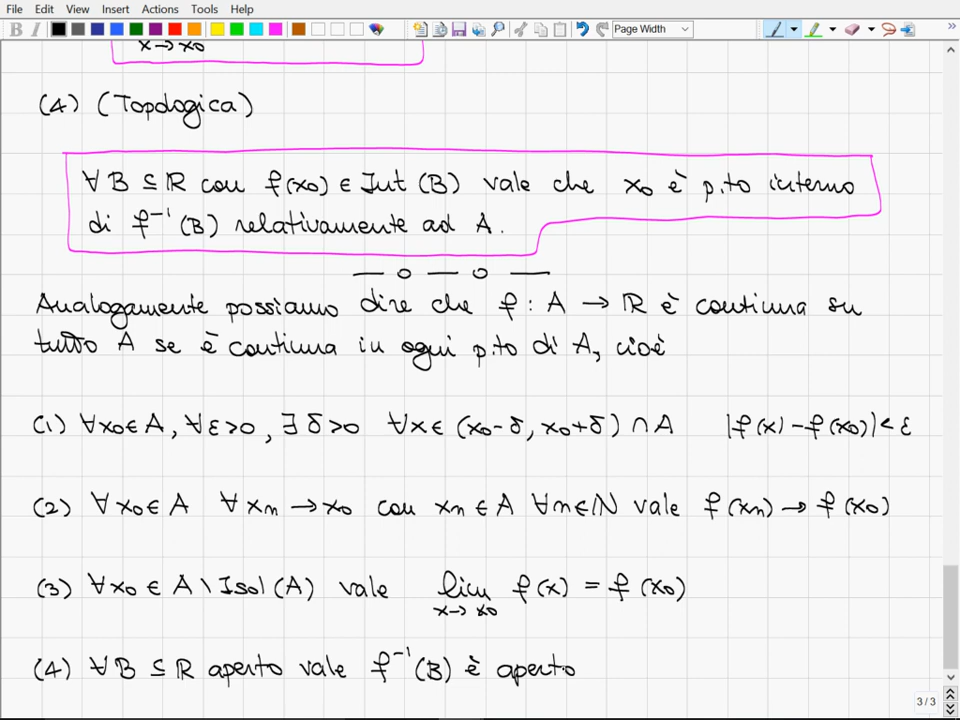 File Edit View Insert Actions Tools Help
B I Page Width
x→x0
(4) (Topologica)
∀ B ⊆ ℝ con f(x0) ∈ Int (B) vale che x0 è p.to interno
di f⁻¹(B) relativamente ad A.
Analogamente possiamo dire che f : A → ℝ è continua su
tutto A se è continua in ogni p.to di A, cioè
(1) ∀x0 ∈ A, ∀ε>0, ∃ δ>0 ∀x ∈ (x0-δ, x0+δ) ∩ A |f(x)-f(x0)| < ε
(2) ∀x0 ∈ A ∀xn → x0 con xn ∈ A ∀n∈ℕ vale f(xn) → f(x0)
(3) ∀x0 ∈ A \ Isol(A) vale lim x→x0 f(x) = f(x0)
(4) ∀B ⊆ ℝ aperto vale f⁻¹(B) è aperto
3 / 3